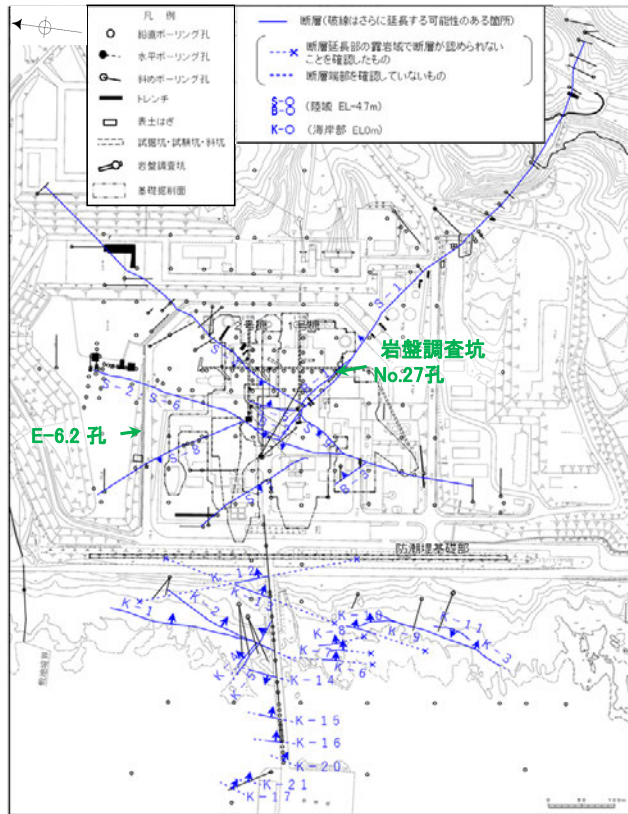 凡 例
鉛直ボーリング孔
水平ボーリング孔
斜めボーリング孔
トレンチ
表土はぎ
試掘坑・試験坑・斜坑
岩盤調査坑
基礎掘削面
断層(破線はさらに延長する可能性のある箇所)
断層延長部の露岩域で断層が認められない
ことを確認したもの
断層端部を確認していないもの
S-○
B-○
(陸域 EL-4.7m)
K-○
(海岸部 EL0m)
S-1
2号機
1号機
岩盤調査坑
No.27孔
S-2・S-6
E-6.2 孔
S-8
防潮堤基礎部
K-12
K-13
K-1
K-2
K-10
K-8
K-9
K-11
K-3
K-7
K-6
K-5
K-14
K-15
K-16
K-20
K-21
K-17